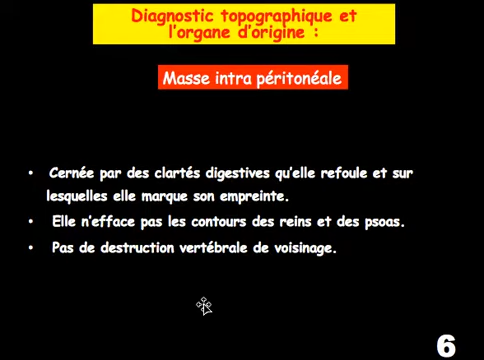 Diagnostic topographique et
l'organe d'origine :
Masse intra péritonéale
• Cernée par des clartés digestives qu'elle refoule et sur
lesquelles elle marque son empreinte.
• Elle n'efface pas les contours des reins et des psoas.
• Pas de destruction vertébrale de voisinage.
6